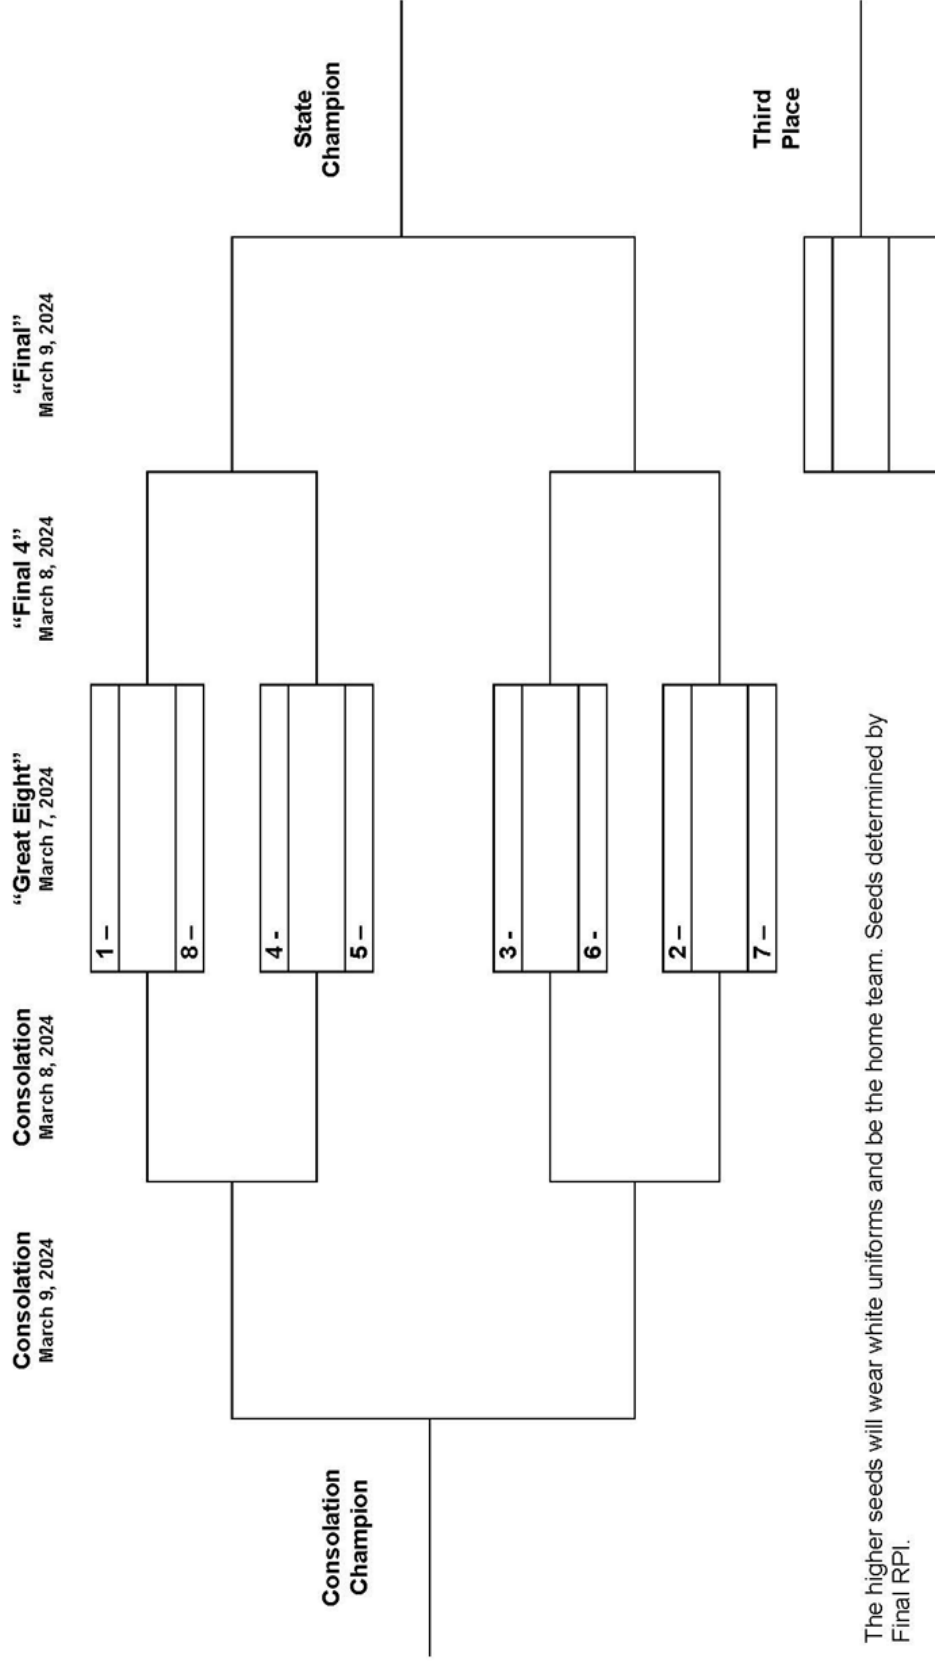 Consolation
March 9, 2024
Consolation
March 8, 2024
“Great Eight”
March 7, 2024
“Final 4”
March 8, 2024
“Final”
March 9, 2024
1 –
8 –
4 -
5 –
3 -
6 -
2 –
7 –
Consolation
Champion
State
Champion
Third
Place
The higher seeds will wear white uniforms and be the home team. Seeds determined by
Final RPI.